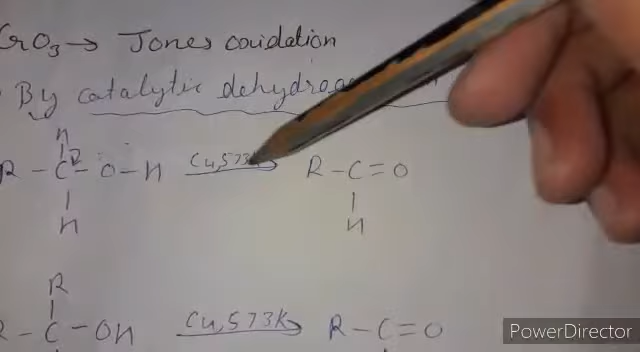 CrO3 → Jones oxidation
By catalytic
H
R - C - O - H Cu, 573K R - C = O
|
H H
R
R - C - OH Cu, 573K R - C = O
PowerDirector